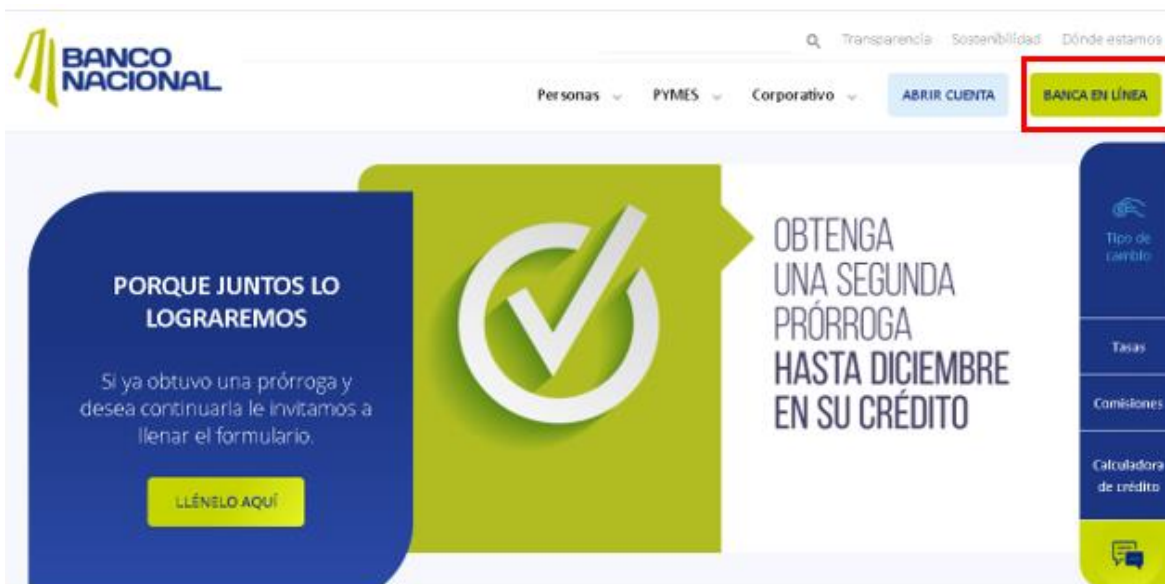 BANCO
NACIONAL
Transparencia Sostenibilidad Dónde estamos
Personas PYMES Corporativo ABRIR CUENTA BANCA EN LÍNEA
PORQUE JUNTOS LO
LOGRAREMOS
Si ya obtuvo una prórroga y
desea continuarla le invitamos a
llenar el formulario.
LLÉNELO AQUÍ
OBTENGA
UNA SEGUNDA
PRÓRROGA
HASTA DICIEMBRE
EN SU CRÉDITO
Tipo de
cambio
Tasas
Comisiones
Calculadora
de crédito